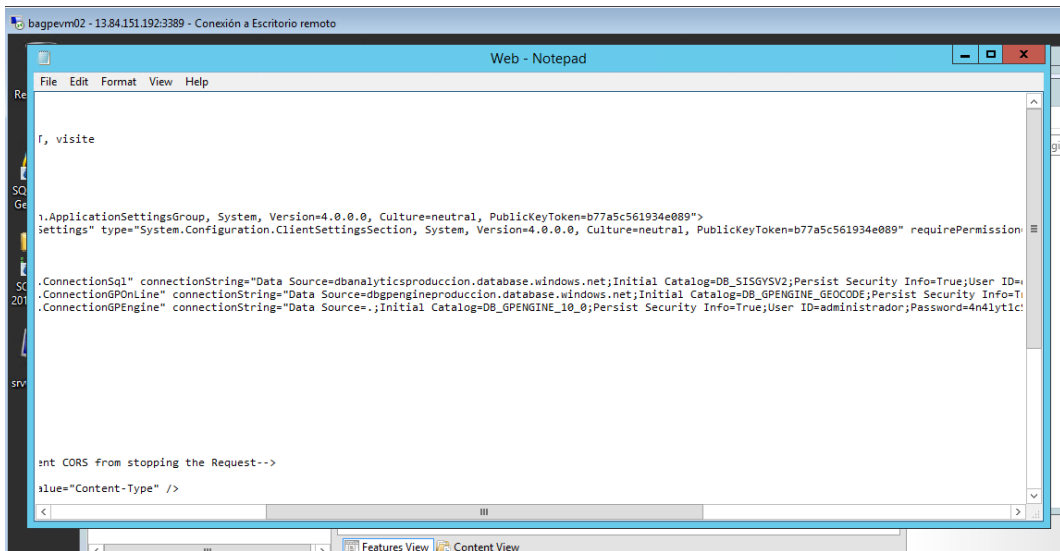 bagpevm02 - 13.84.151.192:3389 - Conexión a Escritorio remoto
Web - Notepad
File Edit Format View Help
Re
, visite
SQ
Ge
.ApplicationSettingsGroup, System, Version=4.0.0.0, Culture=neutral, PublicKeyToken=b77a5c561934e089">
Settings" type="System.Configuration.ClientSettingsSection, System, Version=4.0.0.0, Culture=neutral, PublicKeyToken=b77a5c561934e089" requirePermission
.ConnectionSql" connectionString="Data Source=dbanalyticsproduccion.database.windows.net;Initial Catalog=DB_SISGYSV2;Persist Security Info=True;User ID=
.ConnectionGPOnLine" connectionString="Data Source=dbgpengineproduccion.database.windows.net;Initial Catalog=DB_GPENGINE_GEOCODE;Persist Security Info=T
.ConnectionGPEngine" connectionString="Data Source=.;Initial Catalog=DB_GPENGINE_10_0;Persist Security Info=True;User ID=administrador;Password=4n4lyt1c
201
srv
ent CORS from stopping the Request-->
alue="Content-Type" />
Features View Content View